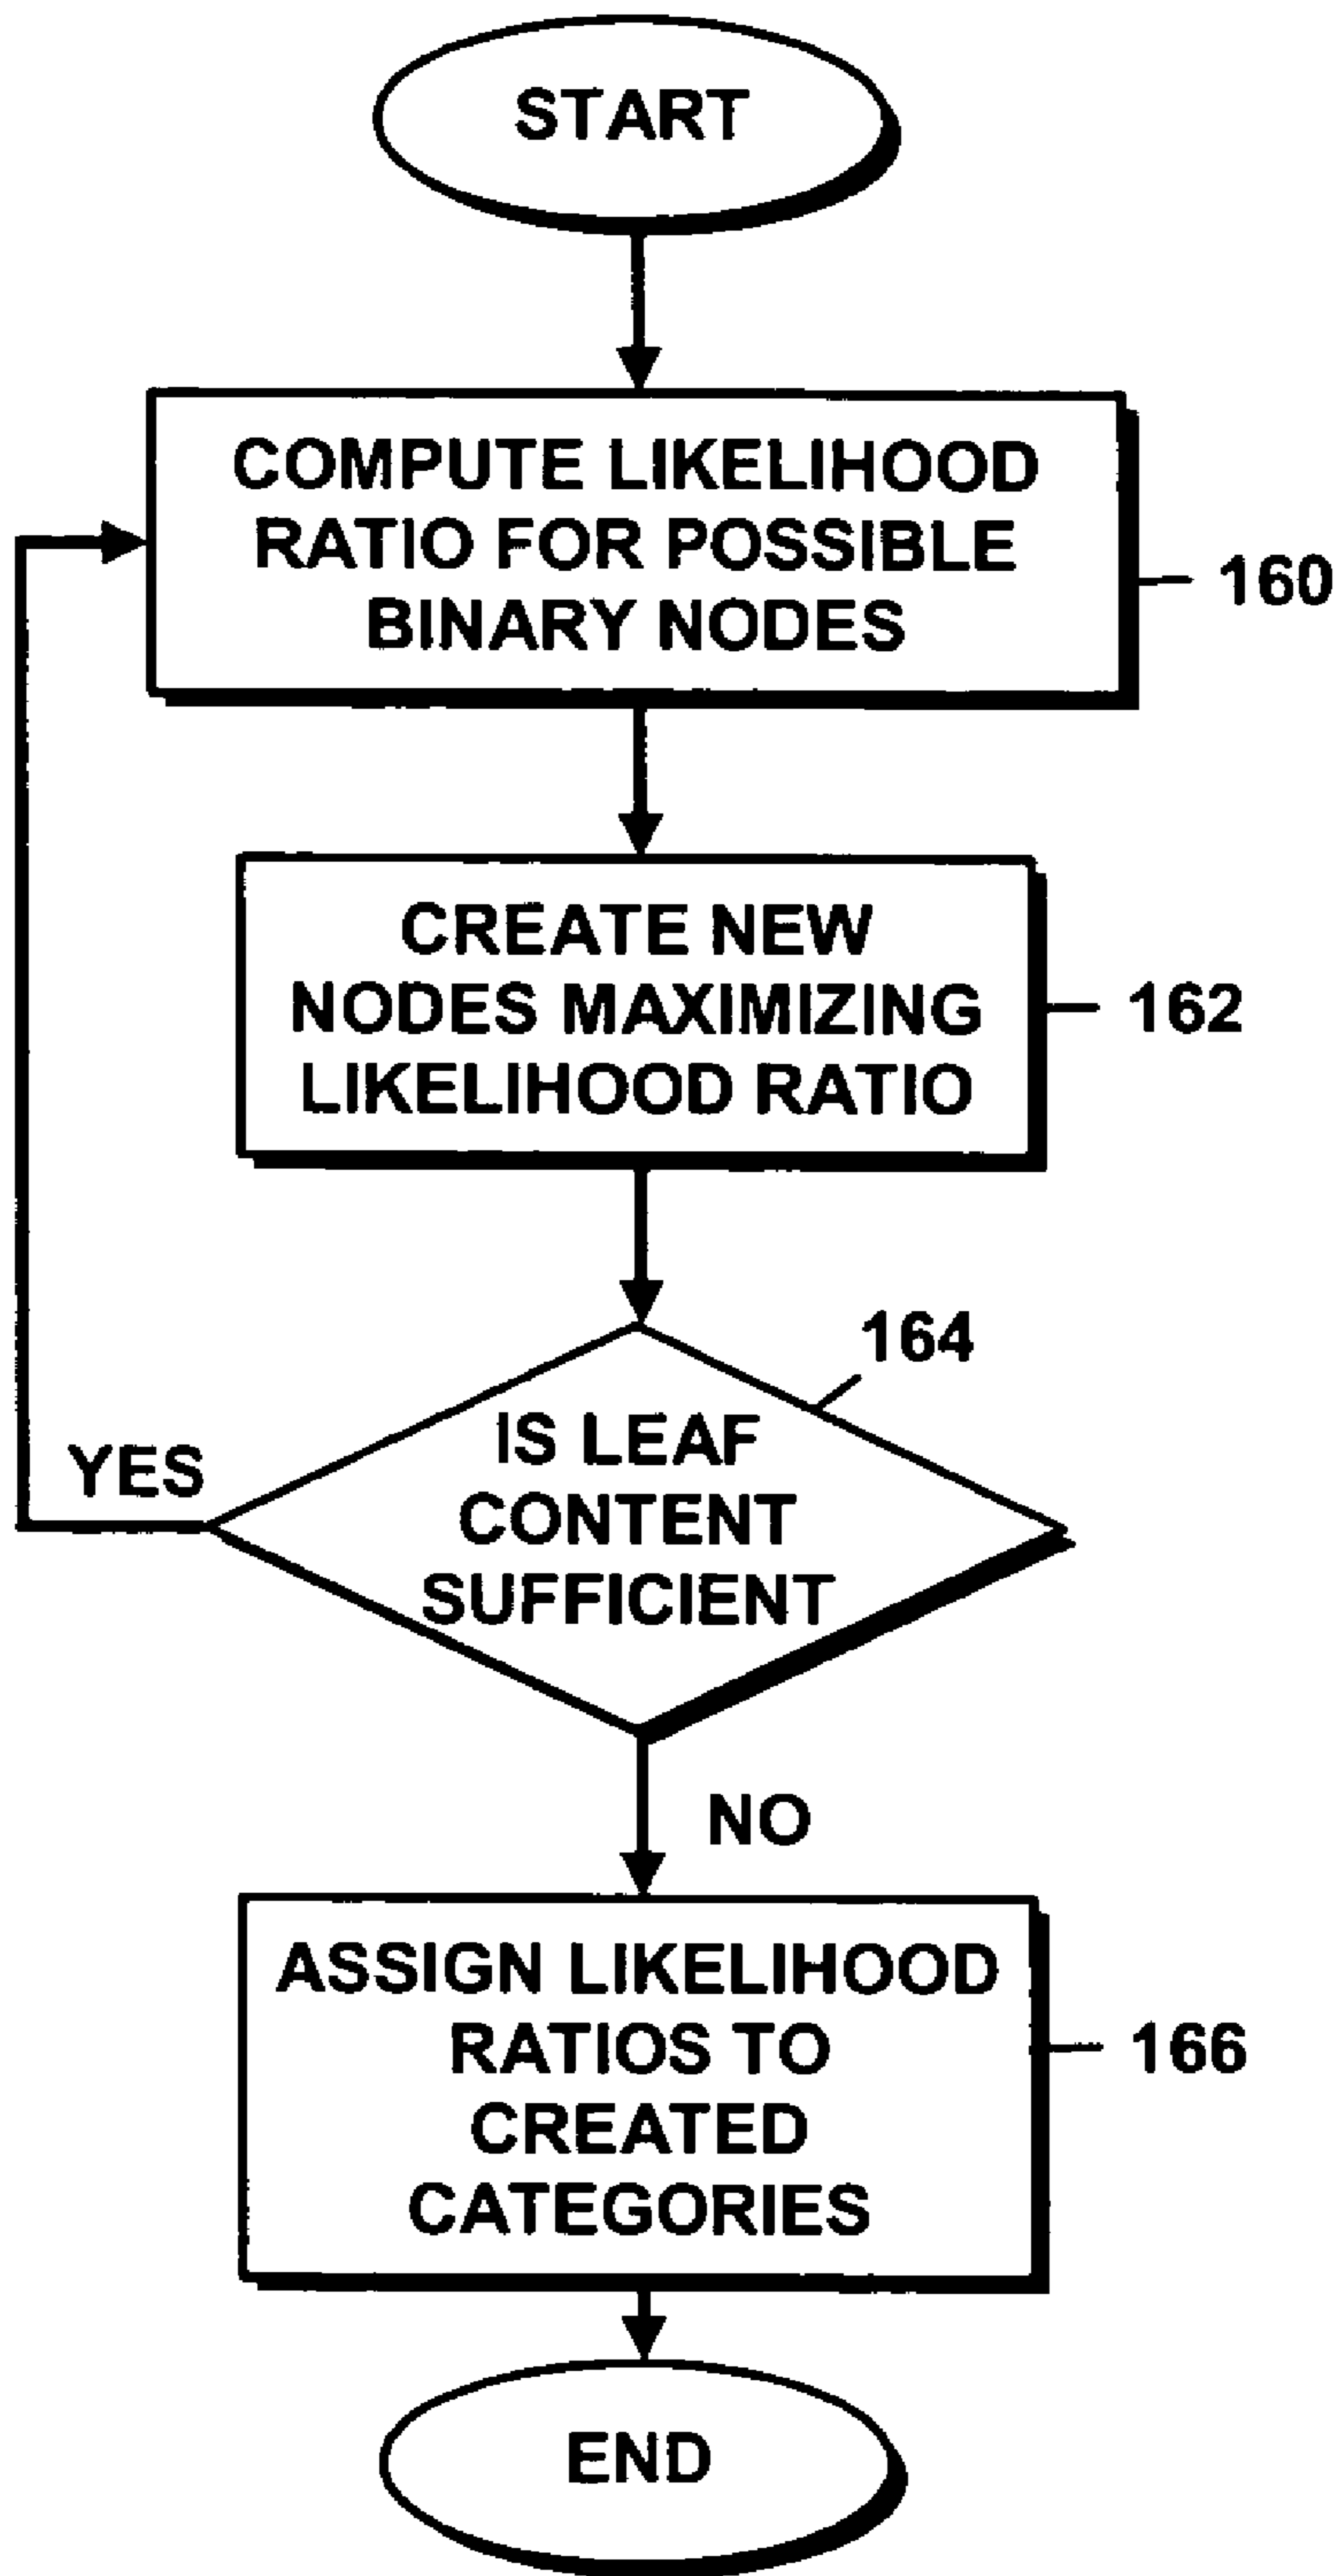 START
COMPUTE LIKELIHOOD
RATIO FOR POSSIBLE
BINARY NODES
160
CREATE NEW
NODES MAXIMIZING
LIKELIHOOD RATIO
162
164
IS LEAF
CONTENT
SUFFICIENT
YES
NO
ASSIGN LIKELIHOOD
RATIOS TO
CREATED
CATEGORIES
166
END